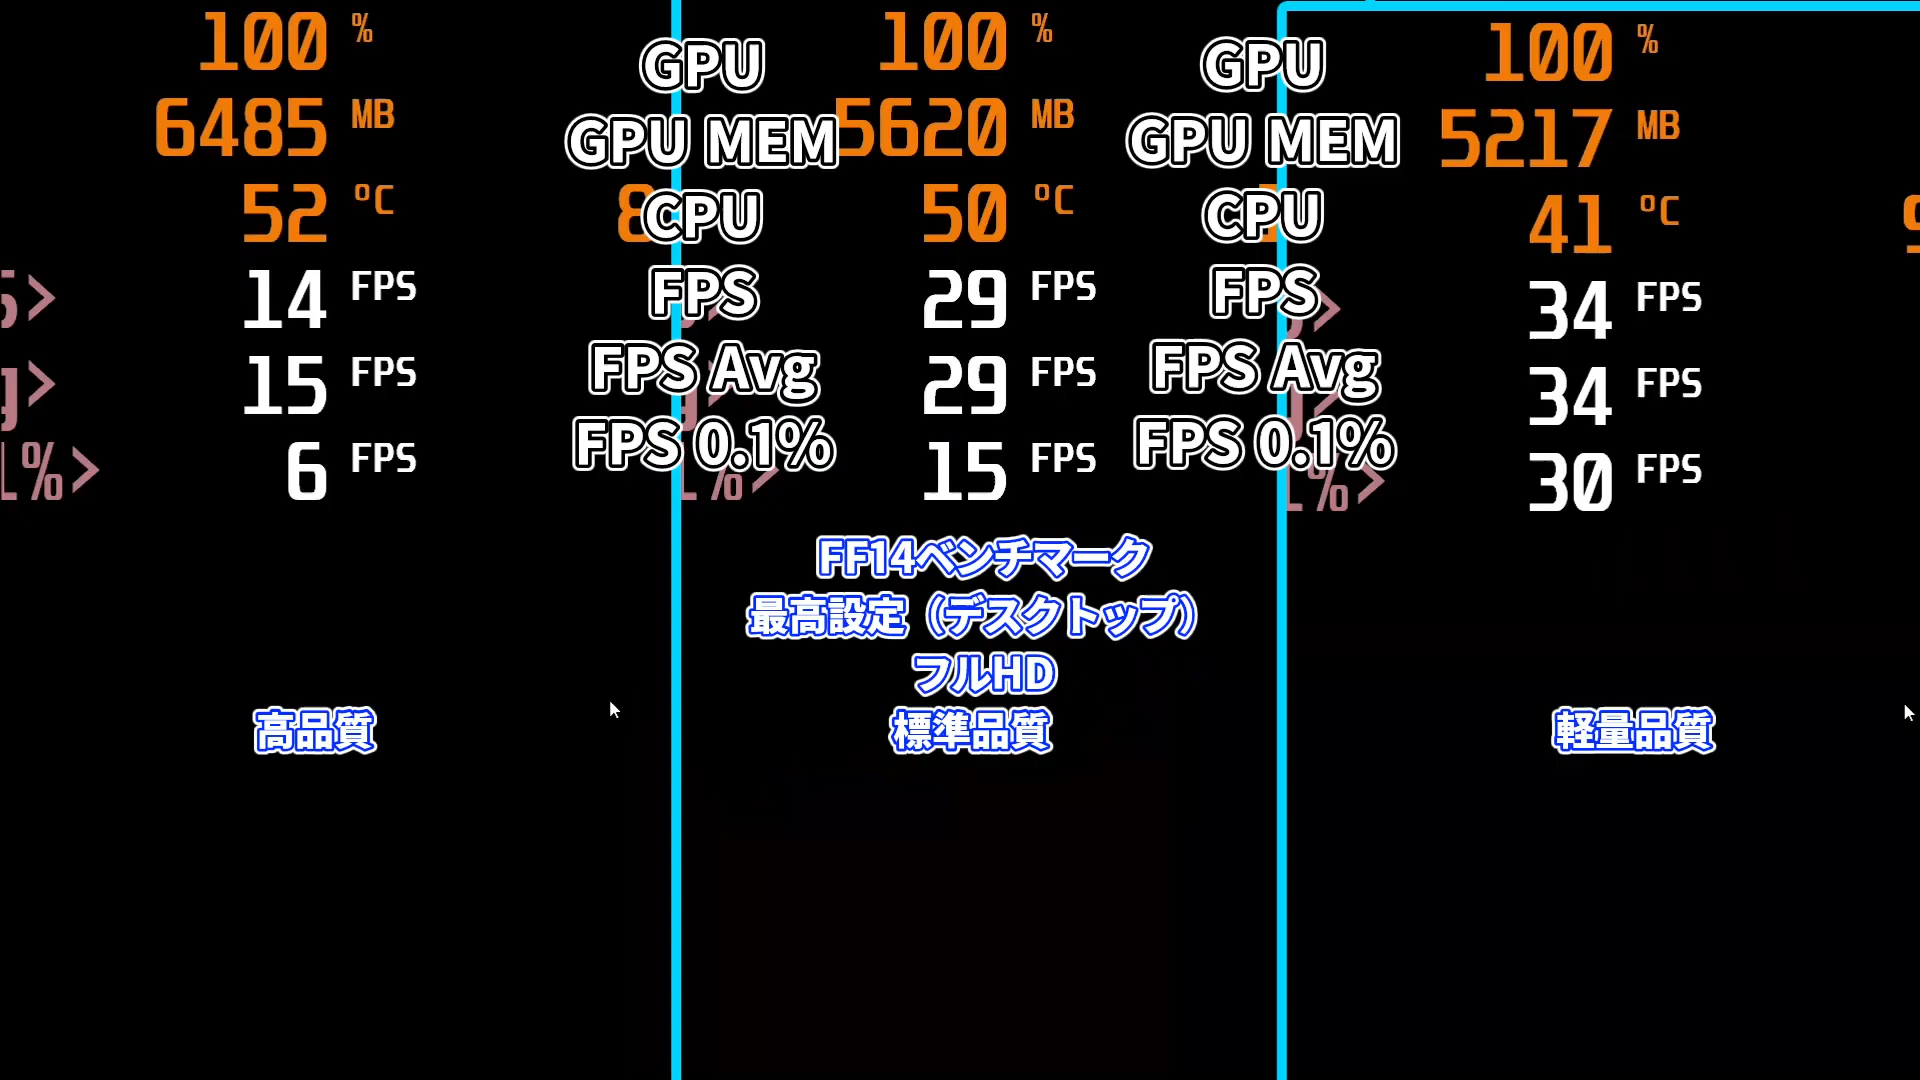 100 %
6485 MB
52 °C
8
14 FPS
15 FPS
1%> 6 FPS
高品質
GPU
GPU MEM
CPU
FPS
FPS Avg
FPS 0.1%
100 %
5620 MB
50 °C
29 FPS
29 FPS
15 FPS
FF14ベンチマーク
最高設定（デスクトップ）
フルHD
標準品質
GPU
GPU MEM
CPU
FPS
FPS Avg
FPS 0.1%
100 %
5217 MB
41 °C
34 FPS
34 FPS
30 FPS
軽量品質